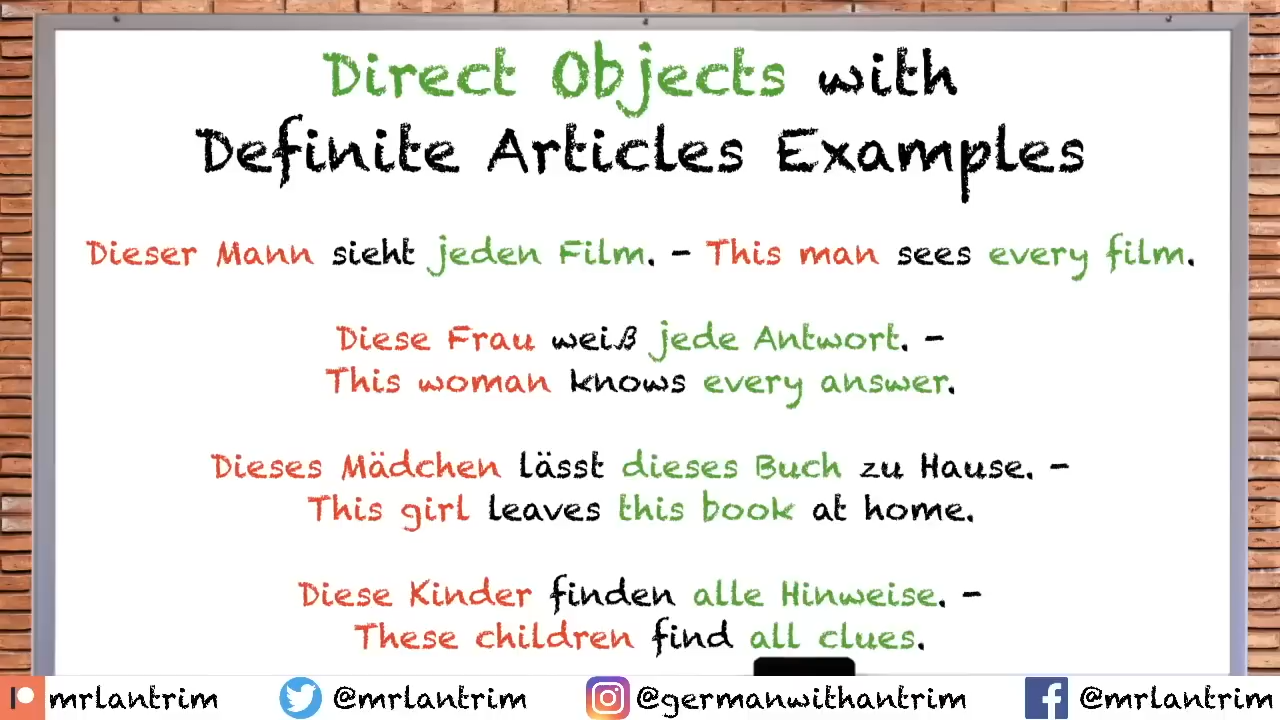 Direct Objects with
Definite Articles Examples
Dieser Mann sieht jeden Film. - This man sees every film.
Diese Frau weiß jede Antwort. -
This woman knows every answer.
Dieses Mädchen lässt dieses Buch zu Hause. -
This girl leaves this book at home.
Diese Kinder finden alle Hinweise. -
These children find all clues.
mrlantrim @mrlantrim @germanwithantrim @mrlantrim